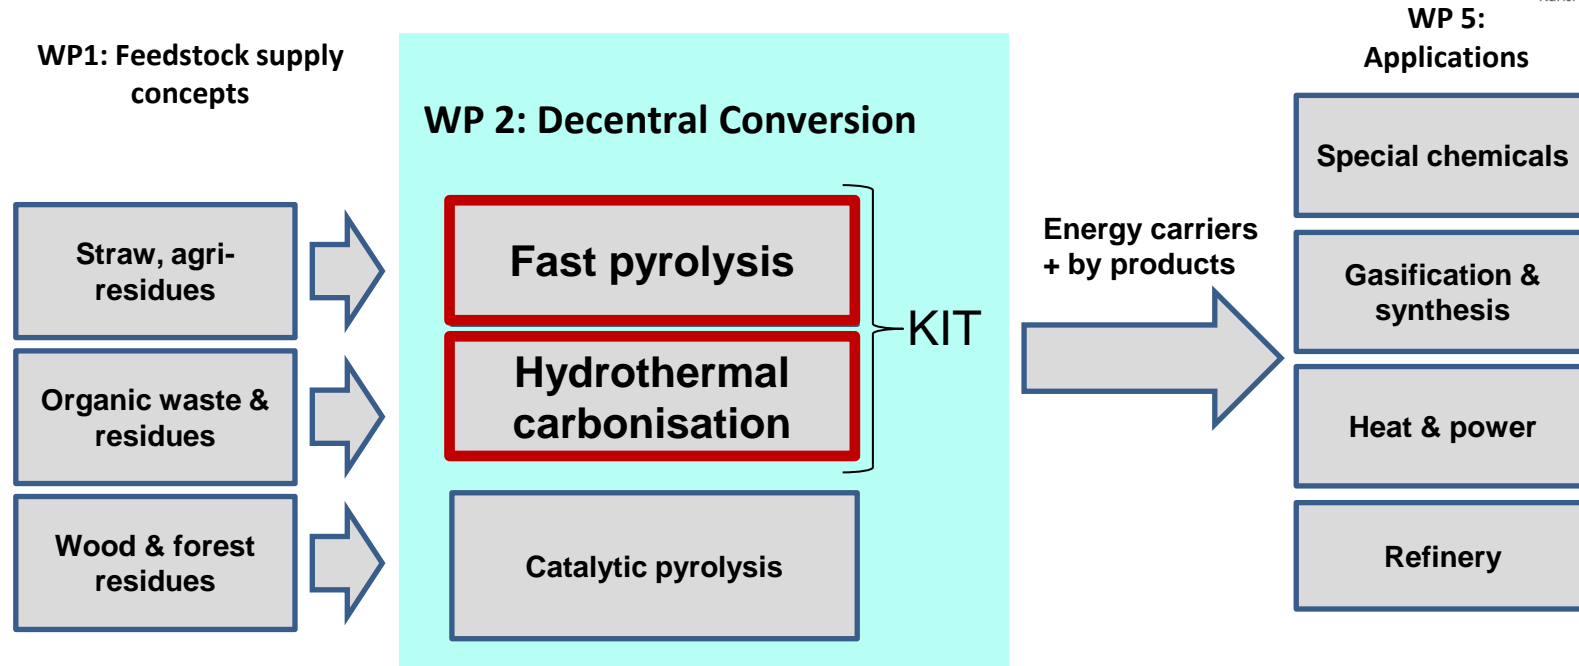 WP1: Feedstock supply
concepts
Straw, agri-
residues
Organic waste &
residues
Wood & forest
residues
WP 2: Decentral Conversion
Fast pyrolysis
Hydrothermal
carbonisation
KIT
Catalytic pyrolysis
Energy carriers
+ by products
WP 5:
Applications
Special chemicals
Gasification &
synthesis
Heat & power
Refinery